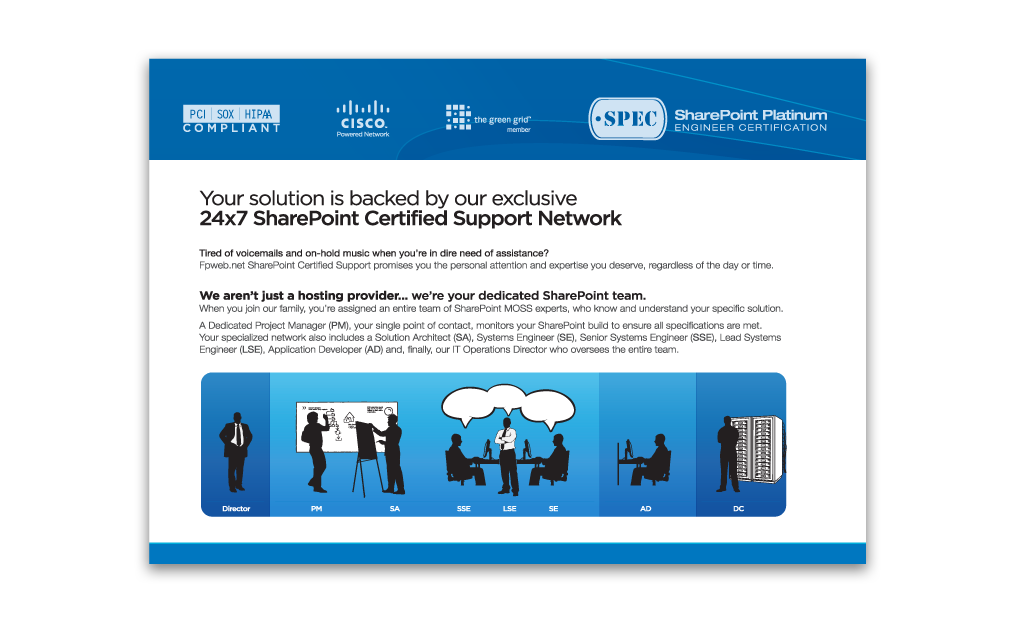 PCI | SOX | HIPAA
COMPLIANT
CISCO.
Powered Network
the green grid™
member
·SPEC·
SharePoint Platinum
ENGINEER CERTIFICATION
Your solution is backed by our exclusive
24x7 SharePoint Certified Support Network
Tired of voicemails and on-hold music when you're in dire need of assistance?
Fpweb.net SharePoint Certified Support promises you the personal attention and expertise you deserve, regardless of the day or time.
We aren't just a hosting provider... we're your dedicated SharePoint team.
When you join our family, you're assigned an entire team of SharePoint MOSS experts, who know and understand your specific solution.
A Dedicated Project Manager (PM), your single point of contact, monitors your SharePoint build to ensure all specifications are met.
Your specialized network also includes a Solution Architect (SA), Systems Engineer (SE), Senior Systems Engineer (SSE), Lead Systems
Engineer (LSE), Application Developer (AD) and, finally, our IT Operations Director who oversees the entire team.
Director PM SA SSE LSE SE AD DC